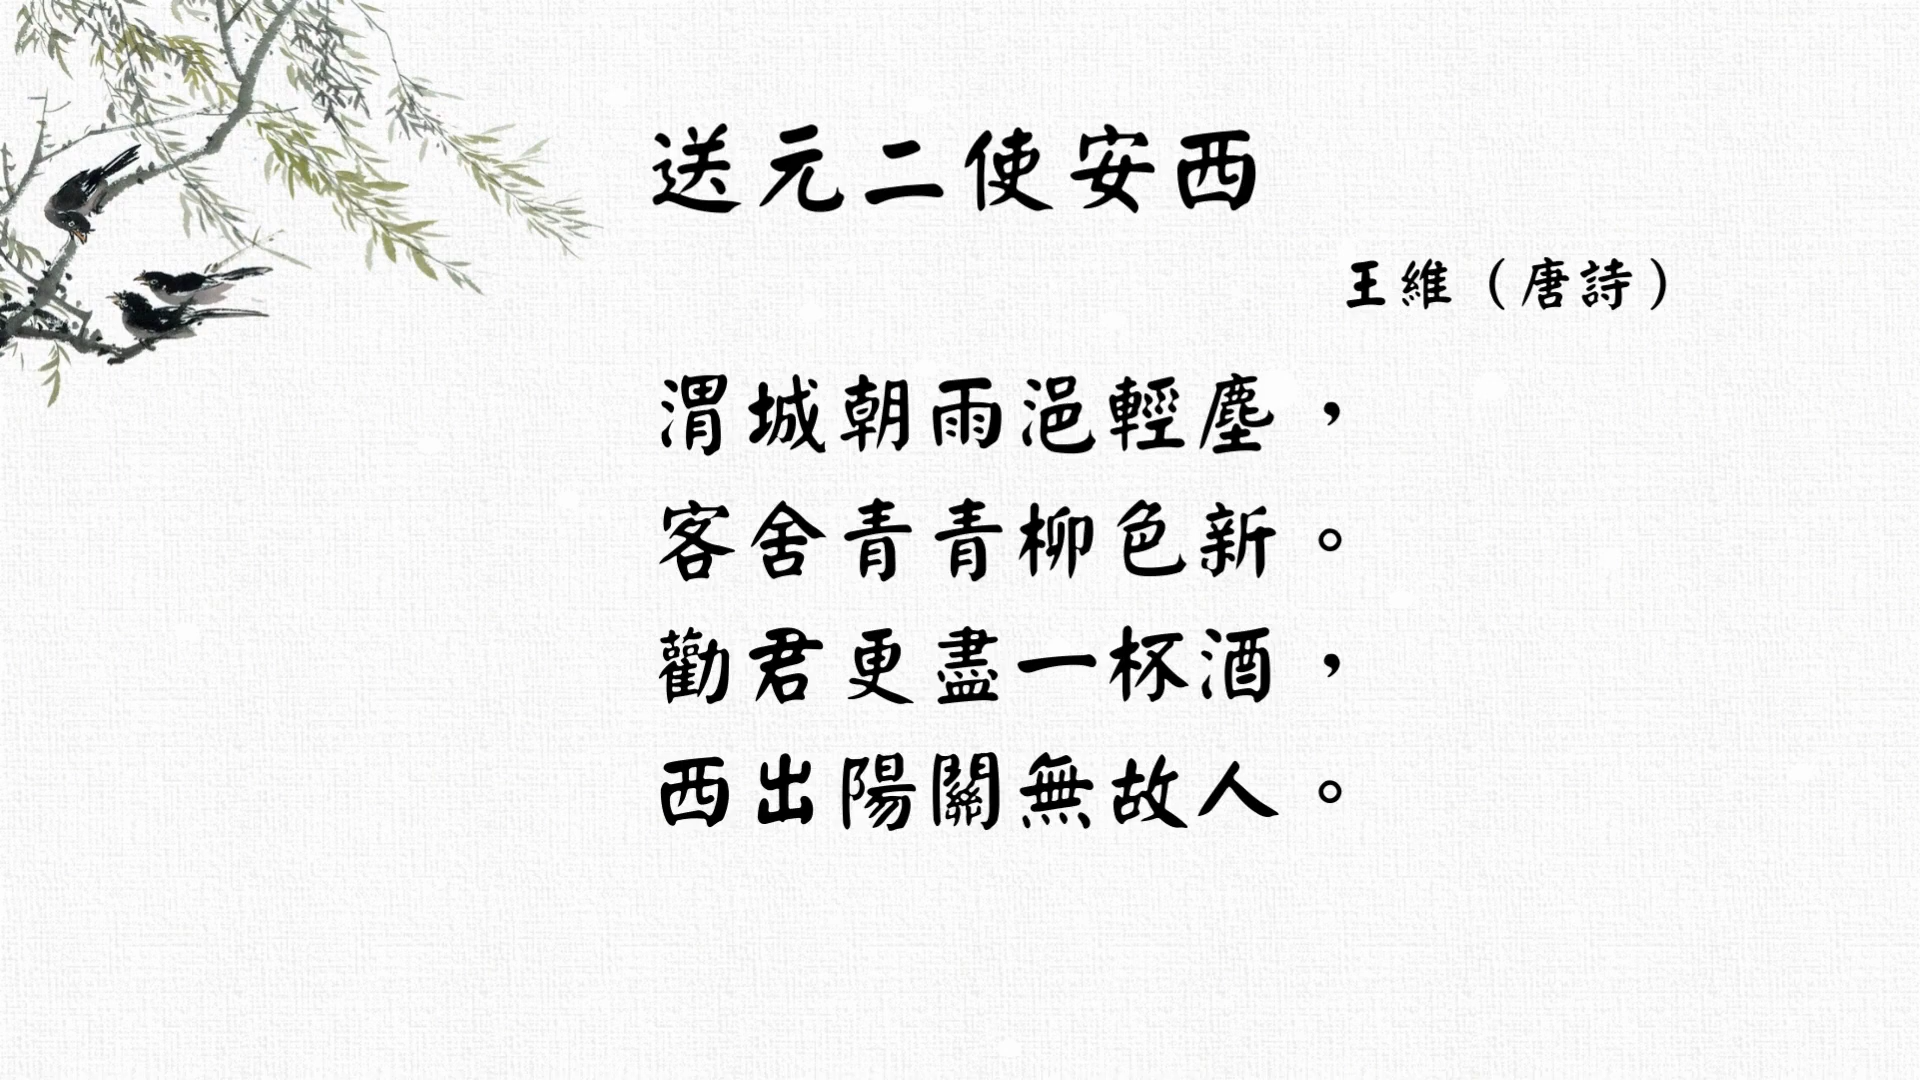 送元二使安西
王維（唐詩）
渭城朝雨浥輕塵，
客舍青青柳色新。
勸君更盡一杯酒，
西出陽關無故人。